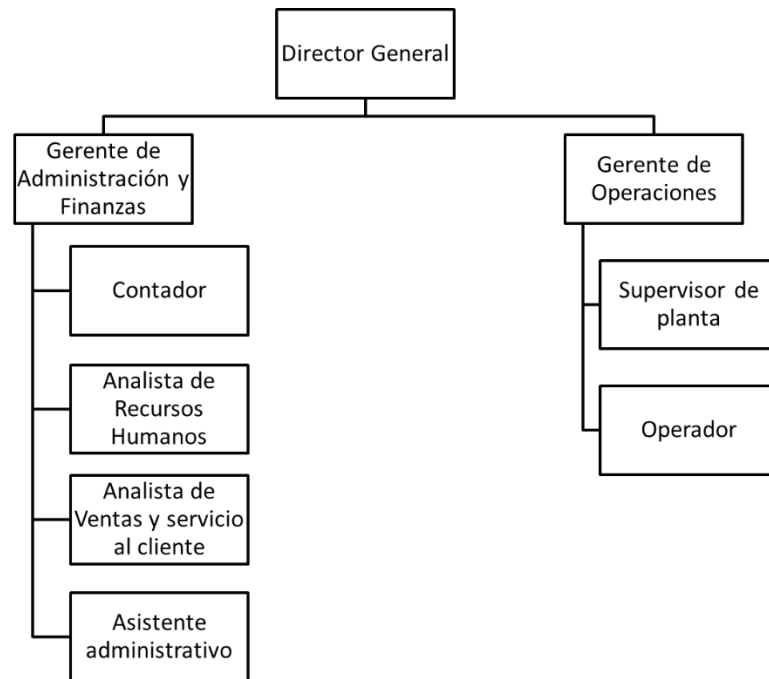 Director General
Gerente de
Administración y
Finanzas
Gerente de
Operaciones
Contador
Supervisor de
planta
Analista de
Recursos
Humanos
Operador
Analista de
Ventas y servicio
al cliente
Asistente
administrativo